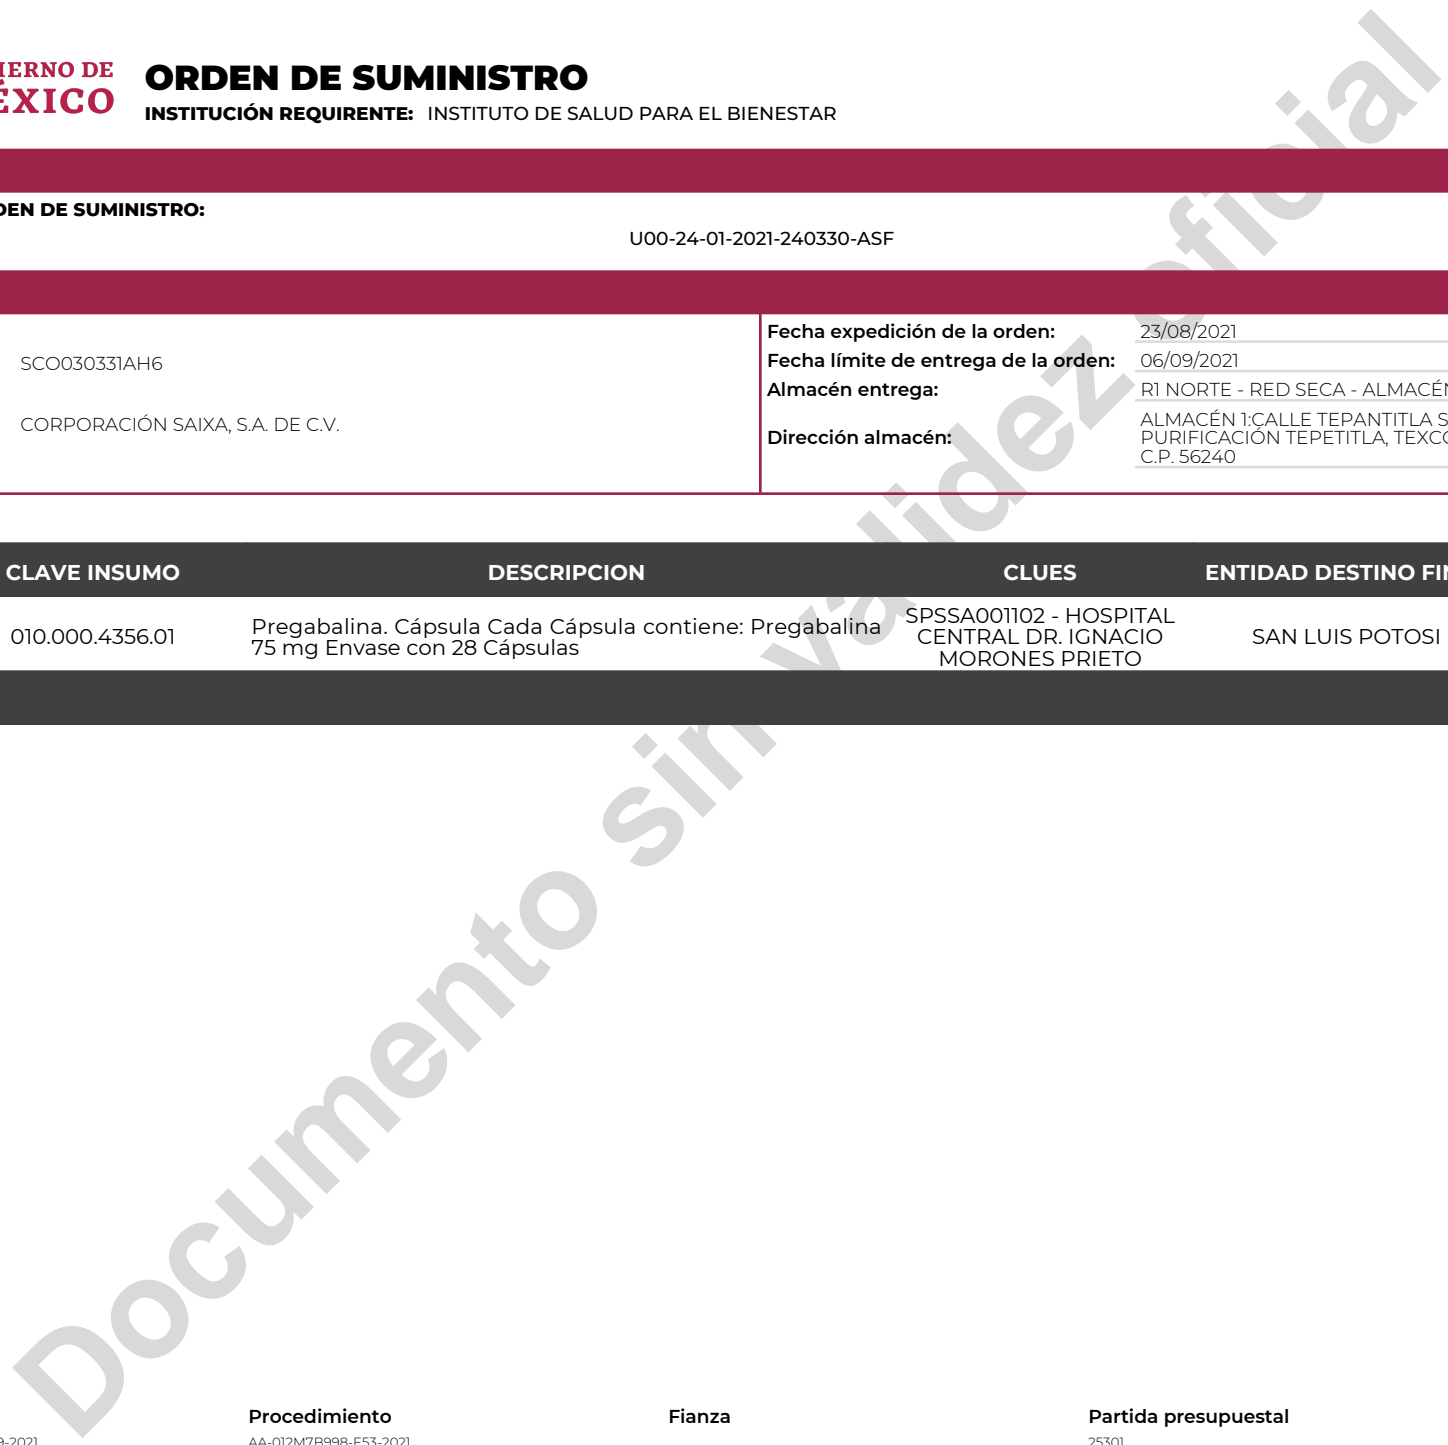 IERNO DE
ÉXICO
ORDEN DE SUMINISTRO
INSTITUCIÓN REQUIRENTE: INSTITUTO DE SALUD PARA EL BIENESTAR
DEN DE SUMINISTRO:
U00-24-01-2021-240330-ASF
SCO030331AH6
CORPORACIÓN SAIXA, S.A. DE C.V.
Fecha expedición de la orden: 23/08/2021
Fecha límite de entrega de la orden: 06/09/2021
Almacén entrega: R1 NORTE - RED SECA - ALMACÉN
Dirección almacén: ALMACÉN 1:CALLE TEPANTITLA S
PURIFICACIÓN TEPETITLA, TEXCO
C.P. 56240
CLAVE INSUMO DESCRIPCION CLUES ENTIDAD DESTINO FIN
010.000.4356.01 Pregabalina. Cápsula Cada Cápsula contiene: Pregabalina
75 mg Envase con 28 Cápsulas
SPSSA001102 - HOSPITAL
CENTRAL DR. IGNACIO
MORONES PRIETO
SAN LUIS POTOSI
Documento sin validez oficial
Procedimiento Fianza Partida presupuestal
9-2021 AA-012M7B998-E53-2021 25301